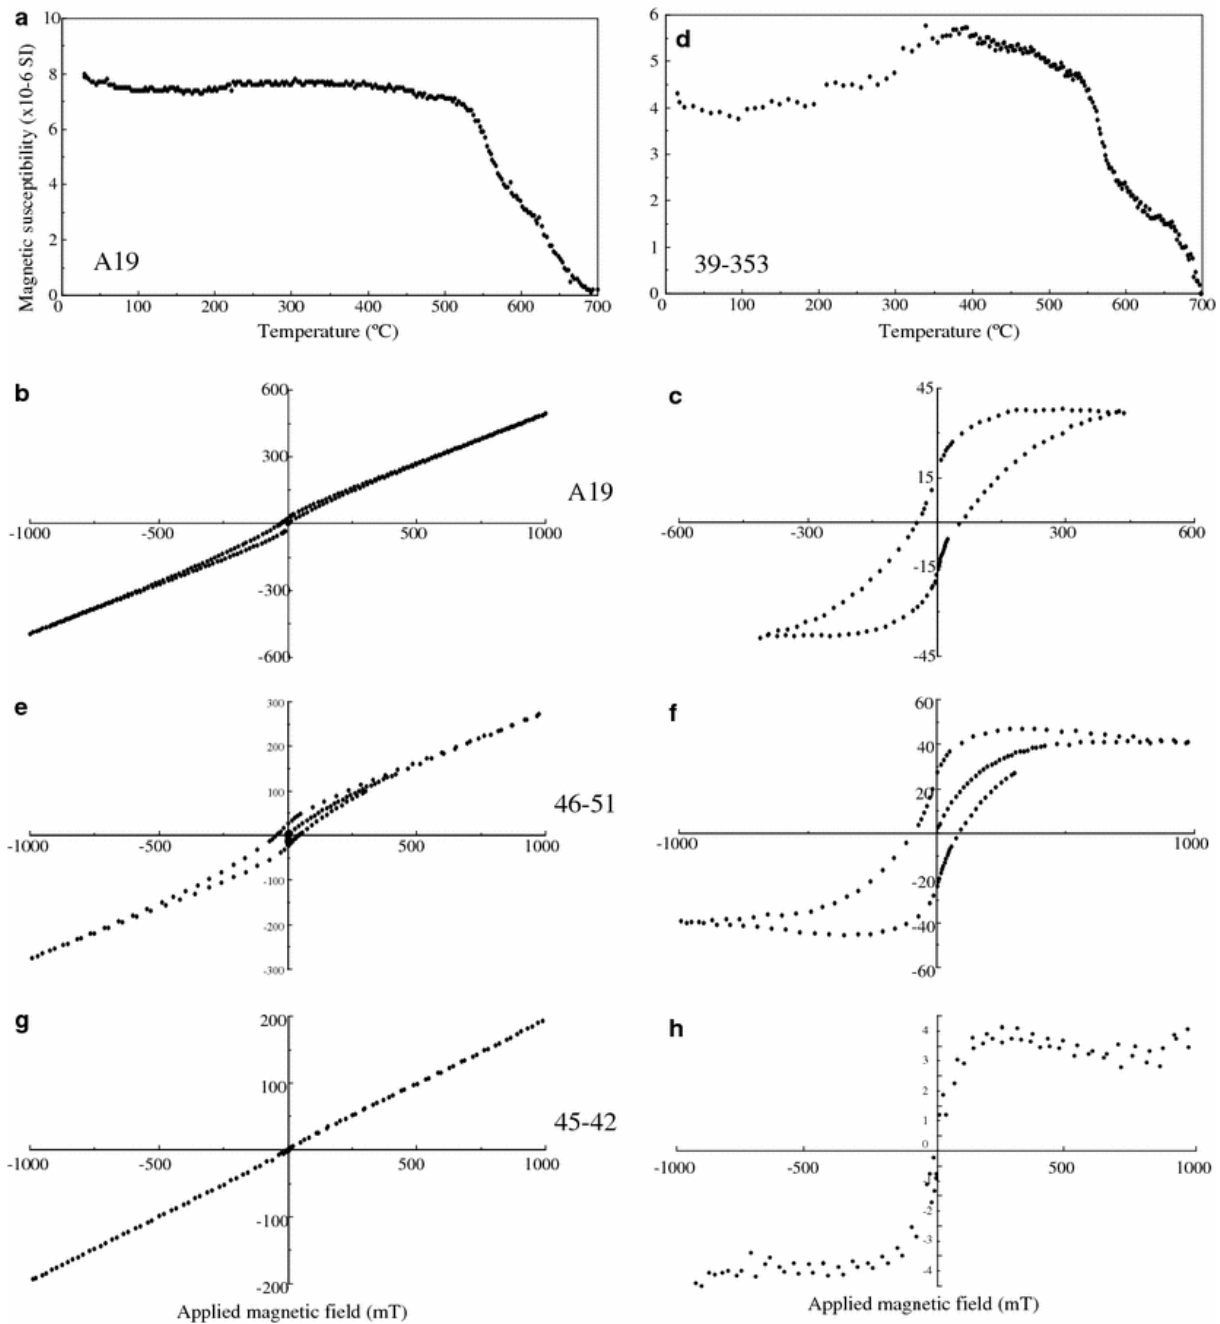 a
10
8
6
4
2
0
Magnetic susceptibility (x10-6 SI)
A19
0 100 200 300 400 500 600 700
Temperature (ºC)
d
6
5
4
3
2
1
0
39-353
0 100 200 300 400 500 600 700
Temperature (ºC)
b
600
300
-1000 -500 500 1000
-300
-600
A19
c
45
15
-600 -300 300 600
-15
-45
e
300
200
100
-1000 -500 500 1000
-100
-200
-300
46-51
f
60
40
20
-1000 1000
-20
-40
-60
g
200
100
-1000 -500 500 1000
-100
-200
45-42
Applied magnetic field (mT)
h
4
3
2
1
0
-1000 -500 500 1000
-2
-3
-4
Applied magnetic field (mT)